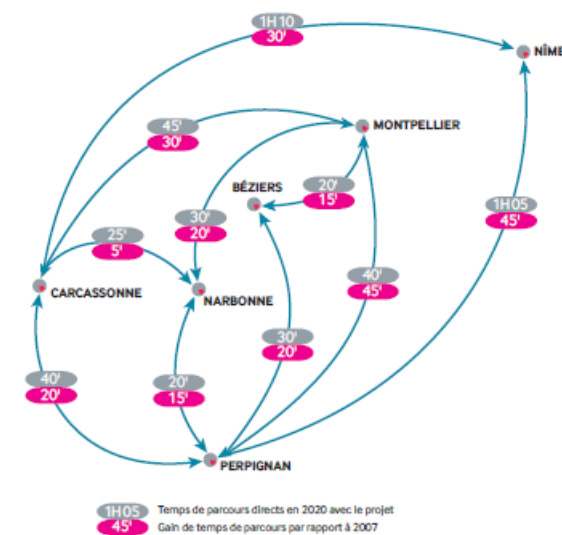 1H10
30'
NÎME
45'
30'
MONTPELLIER
BÉZIERS
20'
15'
30'
20'
1H05
45'
25'
5'
CARCASSONNE
NARBONNE
40'
45'
30'
20'
40'
20'
20'
15'
PERPIGNAN
1H05 Temps de parcours directs en 2020 avec le projet
45' Gain de temps de parcours par rapport à 2007